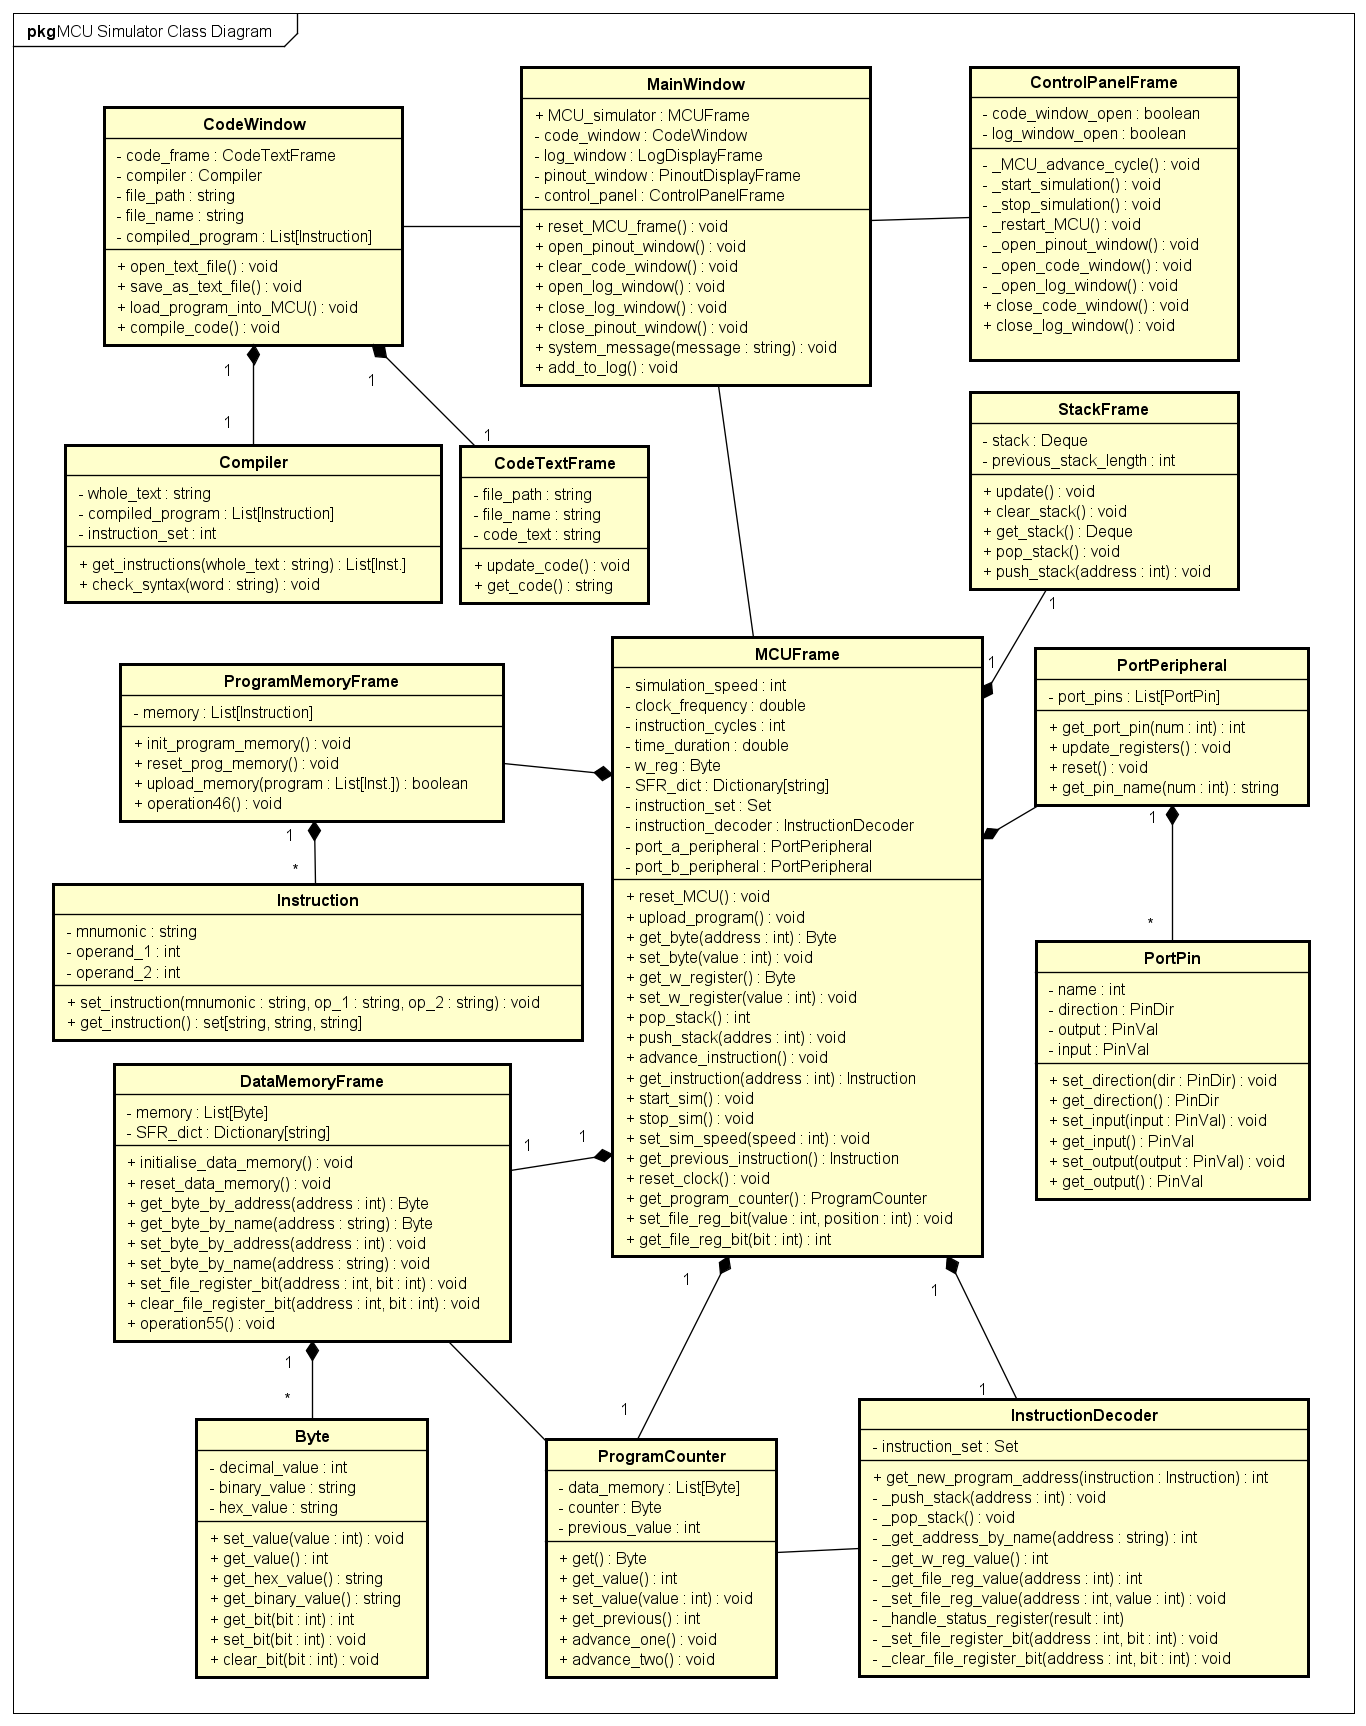 pkgMCU Simulator Class Diagram
CodeWindow
- code_frame : CodeTextFrame
- compiler : Compiler
- file_path : string
- file_name : string
- compiled_program : List[Instruction]
+ open_text_file() : void
+ save_as_text_file() : void
+ load_program_into_MCU() : void
+ compile_code() : void
MainWindow
+ MCU_simulator : MCUFrame
- code_window : CodeWindow
- log_window : LogDisplayFrame
- pinout_window : PinoutDisplayFrame
- control_panel : ControlPanelFrame
+ reset_MCU_frame() : void
+ open_pinout_window() : void
+ clear_code_window() : void
+ open_log_window() : void
+ close_log_window() : void
+ close_pinout_window() : void
+ system_message(message : string) : void
+ add_to_log() : void
ControlPanelFrame
- code_window_open : boolean
- log_window_open : boolean
- _MCU_advance_cycle() : void
- _start_simulation() : void
- _stop_simulation() : void
- _restart_MCU() : void
- _open_pinout_window() : void
- _open_code_window() : void
- _open_log_window() : void
+ close_code_window() : void
+ close_log_window() : void
1
1
1
1
Compiler
- whole_text : string
- compiled_program : List[Instruction]
- instruction_set : int
+ get_instructions(whole_text : string) : List[Inst.]
+ check_syntax(word : string) : void
CodeTextFrame
- file_path : string
- file_name : string
- code_text : string
+ update_code() : void
+ get_code() : string
StackFrame
- stack : Deque
- previous_stack_length : int
+ update() : void
+ clear_stack() : void
+ get_stack() : Deque
+ pop_stack() : void
+ push_stack(address : int) : void
1
1
ProgramMemoryFrame
- memory : List[Instruction]
+ init_program_memory() : void
+ reset_prog_memory() : void
+ upload_memory(program : List[Inst.]) : boolean
+ operation46() : void
1
*
MCUFrame
- simulation_speed : int
- clock_frequency : double
- instruction_cycles : int
- time_duration : double
- w_reg : Byte
- SFR_dict : Dictionary[string]
- instruction_set : Set
- instruction_decoder : InstructionDecoder
- port_a_peripheral : PortPeripheral
- port_b_peripheral : PortPeripheral
+ reset_MCU() : void
+ upload_program() : void
+ get_byte(address : int) : Byte
+ set_byte(value : int) : void
+ get_w_register() : Byte
+ set_w_register(value : int) : void
+ pop_stack() : int
+ push_stack(addres : int) : void
+ advance_instruction() : void
+ get_instruction(address : int) : Instruction
+ start_sim() : void
+ stop_sim() : void
+ set_sim_speed(speed : int) : void
+ get_previous_instruction() : Instruction
+ reset_clock() : void
+ get_program_counter() : ProgramCounter
+ set_file_reg_bit(value : int, position : int) : void
+ get_file_reg_bit(bit : int) : int
PortPeripheral
- port_pins : List[PortPin]
+ get_port_pin(num : int) : int
+ update_registers() : void
+ reset() : void
+ get_pin_name(num : int) : string
1
*
Instruction
- mnumonic : string
- operand_1 : int
- operand_2 : int
+ set_instruction(mnumonic : string, op_1 : string, op_2 : string) : void
+ get_instruction() : set[string, string, string]
PortPin
- name : int
- direction : PinDir
- output : PinVal
- input : PinVal
+ set_direction(dir : PinDir) : void
+ get_direction() : PinDir
+ set_input(input : PinVal) : void
+ get_input() : PinVal
+ set_output(output : PinVal) : void
+ get_output() : PinVal
DataMemoryFrame
- memory : List[Byte]
- SFR_dict : Dictionary[string]
+ initialise_data_memory() : void
+ reset_data_memory() : void
+ get_byte_by_address(address : int) : Byte
+ get_byte_by_name(address : string) : Byte
+ set_byte_by_address(address : int) : void
+ set_byte_by_name(address : string) : void
+ set_file_register_bit(address : int, bit : int) : void
+ clear_file_register_bit(address : int, bit : int) : void
+ operation55() : void
1
1
1
*
1
1
1
1
Byte
- decimal_value : int
- binary_value : string
- hex_value : string
+ set_value(value : int) : void
+ get_value() : int
+ get_hex_value() : string
+ get_binary_value() : string
+ get_bit(bit : int) : int
+ set_bit(bit : int) : void
+ clear_bit(bit : int) : void
ProgramCounter
- data_memory : List[Byte]
- counter : Byte
- previous_value : int
+ get() : Byte
+ get_value() : int
+ set_value(value : int) : void
+ get_previous() : int
+ advance_one() : void
+ advance_two() : void
InstructionDecoder
- instruction_set : Set
+ get_new_program_address(instruction : Instruction) : int
- _push_stack(address : int) : void
- _pop_stack() : void
- _get_address_by_name(address : string) : int
- _get_w_reg_value() : int
- _get_file_reg_value(address : int) : int
- _set_file_reg_value(address : int, value : int) : void
- _handle_status_register(result : int)
- _set_file_register_bit(address : int, bit : int) : void
- _clear_file_register_bit(address : int, bit : int) : void